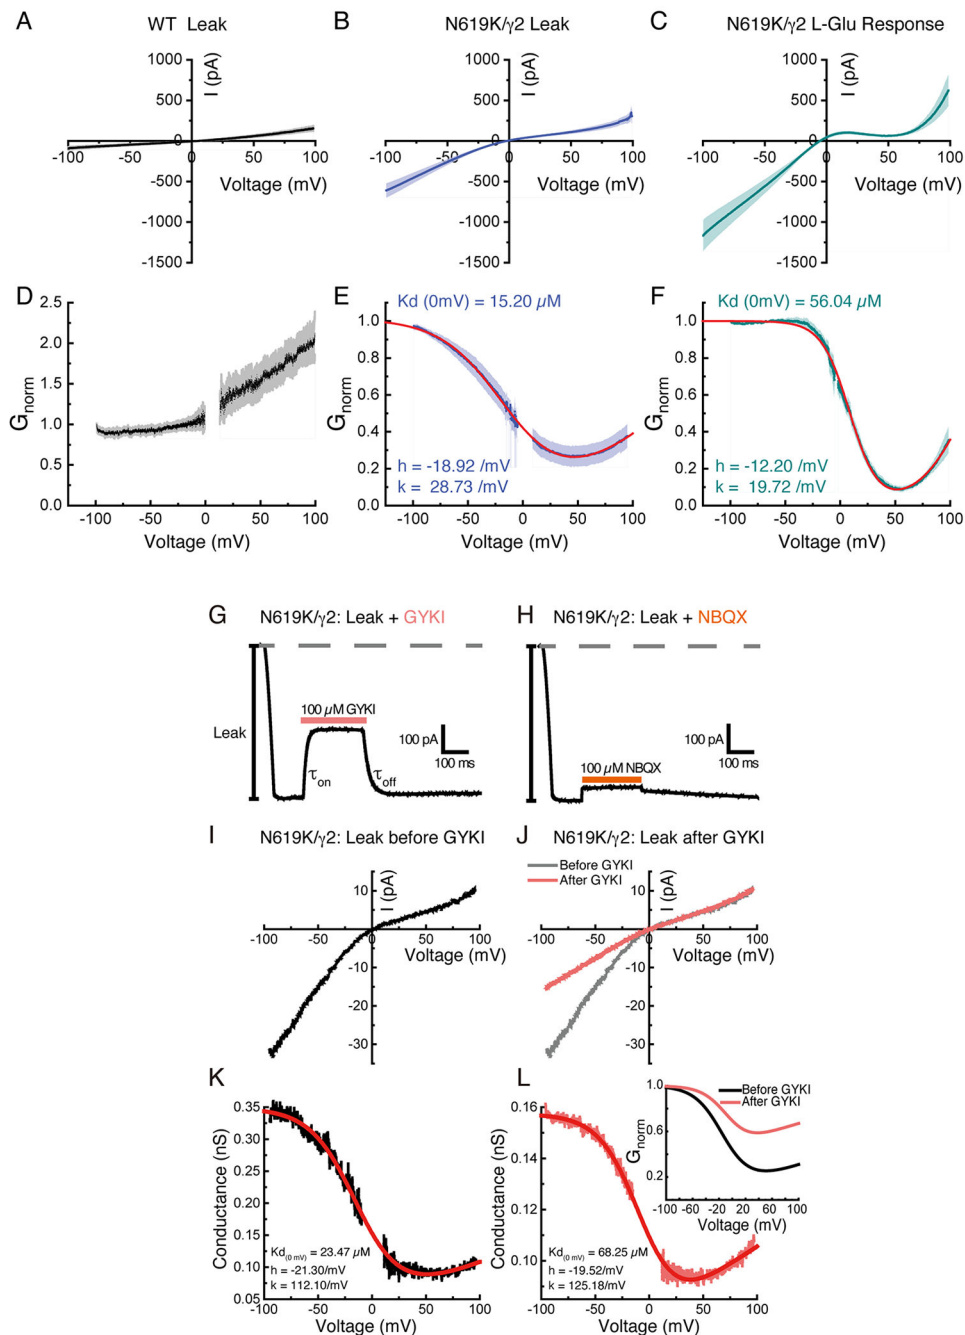 A
WT Leak
1000
500
0
-500
-1000
-1500
I (pA)
-100
-50
0
50
100
Voltage (mV)
B
N619K/γ2 Leak
1000
500
0
-500
-1000
-1500
I (pA)
-100
-50
0
50
100
Voltage (mV)
C
N619K/γ2 L-Glu Response
1000
500
0
-500
-1000
-1500
I (pA)
-100
-50
0
50
100
Voltage (mV)
D
2.5
2.0
1.5
1.0
0.5
0.0
Gnorm
-100
-50
0
50
100
Voltage (mV)
E
Kd (0mV) = 15.20 µM
1.0
0.8
0.6
0.4
0.2
0.0
Gnorm
h = -18.92 /mV
k = 28.73 /mV
-100
-50
0
50
100
Voltage (mV)
F
Kd (0mV) = 56.04 µM
1.0
0.8
0.6
0.4
0.2
0.0
Gnorm
h = -12.20 /mV
k = 19.72 /mV
-100
-50
0
50
100
Voltage (mV)
G
N619K/γ2: Leak + GYKI
Leak
100 µM GYKI
τon
τoff
100 pA
100 ms
H
N619K/γ2: Leak + NBQX
100 µM NBQX
100 pA
100 ms
I
N619K/γ2: Leak before GYKI
10
-10
-20
-30
I (pA)
-100
-50
0
50
100
Voltage (mV)
J
N619K/γ2: Leak after GYKI
Before GYKI
After GYKI
10
-10
-20
-30
I (pA)
-100
-50
0
50
100
Voltage (mV)
K
0.35
0.30
0.25
0.20
0.15
0.10
0.05
Conductance (nS)
Kd(0 mV) = 23.47 µM
h = -21.30/mV
k = 112.10/mV
-100
-50
0
50
100
Voltage (mV)
L
0.16
0.14
0.12
0.10
Conductance (nS)
Kd(0 mV) = 68.25 µM
h = -19.52/mV
k = 125.18/mV
-100
-50
0
50
100
Voltage (mV)
Before GYKI
After GYKI
1.0
0.6
0.2
Gnorm
-100
-60
-20
20
60
100
Voltage (mV)